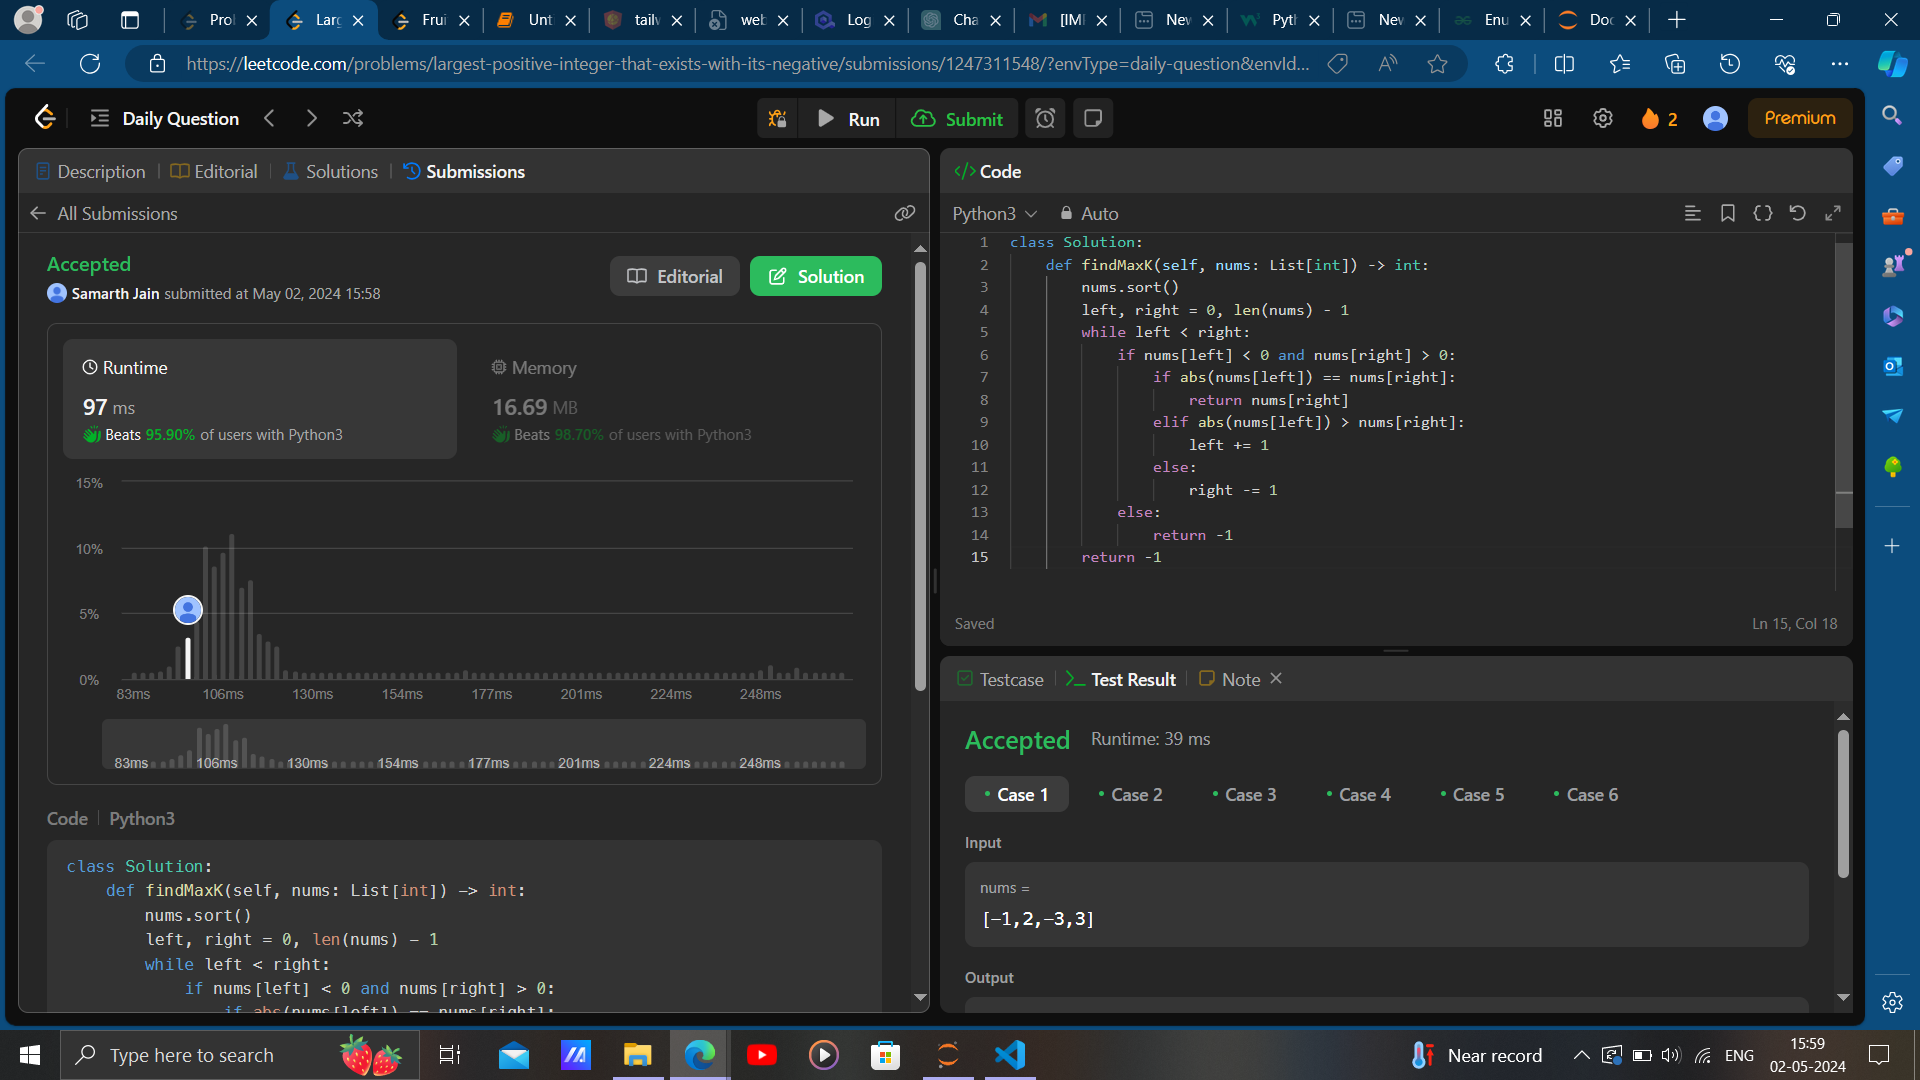 Pro
Larg
Frui
Unti
tailw
web
Log
Cha
[IMI
New
Pyth
New
Enu
Doc
https://leetcode.com/problems/largest-positive-integer-that-exists-with-its-negative/submissions/1247311548/?envType=daily-question&envId...
Daily Question
Run
Submit
2
Premium
Description
Editorial
Solutions
Submissions
All Submissions
Accepted
Samarth Jain submitted at May 02, 2024 15:58
Editorial
Solution
Runtime
97 ms
Beats 95.90% of users with Python3
Memory
16.69 MB
Beats 98.70% of users with Python3
15%
10%
5%
0%
83ms 106ms 130ms 154ms 177ms 201ms 224ms 248ms
83ms 106ms 130ms 154ms 177ms 201ms 224ms 248ms
Code
Python3
class Solution:
def findMaxK(self, nums: List[int]) -> int:
nums.sort()
left, right = 0, len(nums) - 1
while left < right:
if nums[left] < 0 and nums[right] > 0:
if abs(nums[left]) == nums[right]:
Code
Python3
Auto
1 class Solution:
2 def findMaxK(self, nums: List[int]) -> int:
3 nums.sort()
4 left, right = 0, len(nums) - 1
5 while left < right:
6 if nums[left] < 0 and nums[right] > 0:
7 if abs(nums[left]) == nums[right]:
8 return nums[right]
9 elif abs(nums[left]) > nums[right]:
10 left += 1
11 else:
12 right -= 1
13 else:
14 return -1
15 return -1
Saved
Ln 15, Col 18
Testcase
Test Result
Note
Accepted
Runtime: 39 ms
Case 1
Case 2
Case 3
Case 4
Case 5
Case 6
Input
nums =
[-1,2,-3,3]
Output
Type here to search
Near record
ENG
15:59
02-05-2024